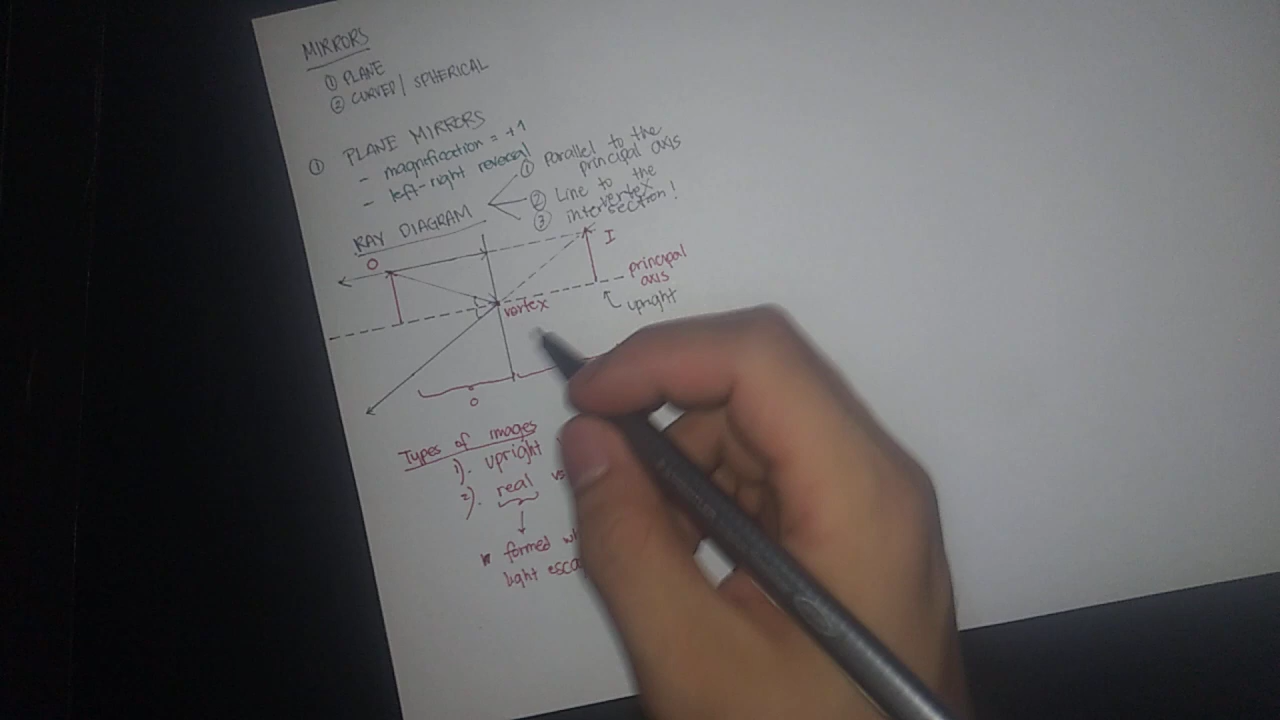 MIRRORS
① PLANE
② CURVED / SPHERICAL
① PLANE MIRRORS
- magnification = +1
- left-right reversal
RAY DIAGRAM
① parallel to the
principal axis
② Line to the
vertex
③ intersection!
O
I
principal
axis
upright
vortex
o
Types of images
1). upright
2). real vs
formed
light